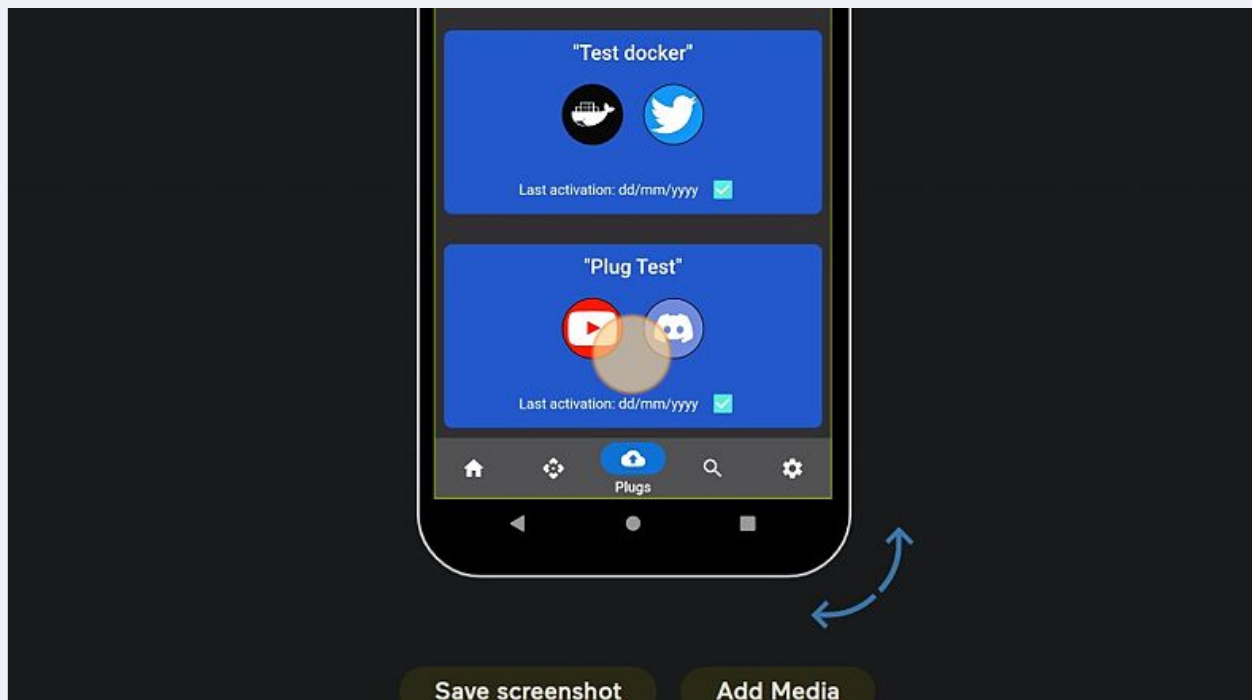 "Test docker"
Last activation: dd/mm/yyyy
"Plug Test"
Last activation: dd/mm/yyyy
Plugs
Save screenshot
Add Media